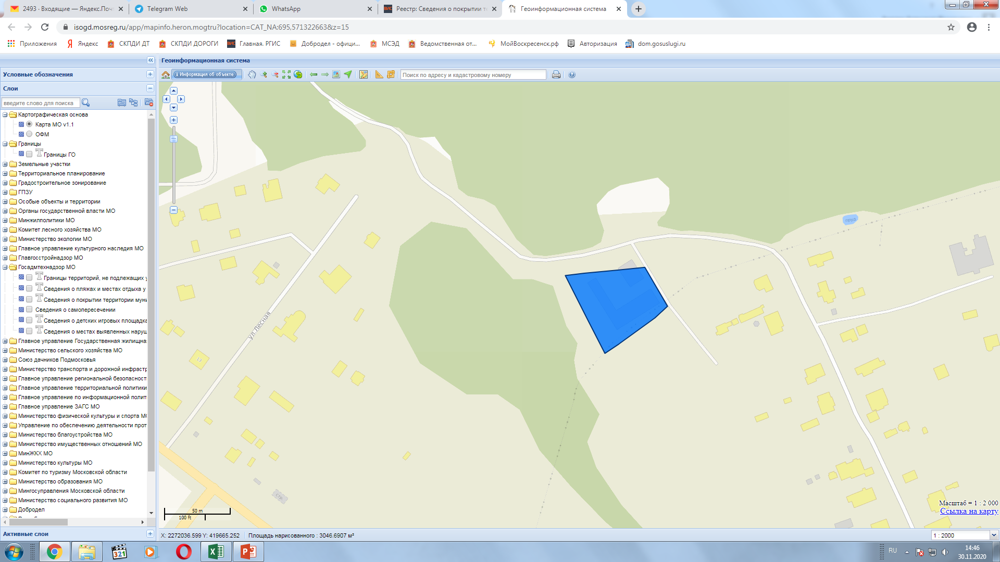 2493 · Входящие — Яндекс.Поч
Telegram Web
WhatsApp
Реестр: Сведения о покрытии т
Геоинформационная система
isogd.mosreg.ru/app/mapinfo.heron.mogtru?location=CAT_NA:695,571322663&z=15
Приложения
Яндекс
СКПДИ ДТ
СКПДИ ДОРОГИ
ВИС Главная. РГИС
Добродел - офици...
МСЭД
Ведомственная от...
МойВоскресенск.рф
Авторизация
dom.gosuslugi.ru
Геоинформационная система
Условные обозначения
Информация об объекте
Поиск по адресу и кадастровому номеру
Слои
введите слово для поиска
Картографическая основа
Карта МО v1.1
ОФМ
Границы
Границы ГО
Земельные участки
Территориальное планирование
Градостроительное зонирование
ГПЗУ
Особые объекты и территории
Органы государственной власти МО
Минжилполитики МО
Комитет лесного хозяйства МО
Министерство экологии МО
Главное управление культурного наследия МО
Главгосстройнадзор МО
Госадмтехнадзор МО
Границы территорий, не подлежащих у
Сведения о пляжах и местах отдыха у
Сведения о покрытии территории муни
Сведения о самопересечении
Сведения о детских игровых площадка
Сведения о местах выявленных наруш
Главное управление Государственная жилищна
Министерство сельского хозяйства МО
Союз дачников Подмосковья
Министерство транспорта и дорожной инфрастр
Главное управление региональной безопасност
Главное управление территориальной политики
Главное управление по информационной полит
Главное управление ЗАГС МО
Министерство физической культуры и спорта МО
Управление по обеспечению деятельности прот
Министерство благоустройства МО
Министерство имущественных отношений МО
МинЖКХ МО
Министерство культуры МО
Комитет по туризму Московской области
Министерство образования МО
Мингосуправления Московской области
Министерство социального развития МО
Добродел
Активные слои
пруд
ул.Лесная
13
стр.
50 m
100 ft
Масштаб = 1 : 2 000
Ссылка на карту
X: 2272036.599 Y: 419665.252
Площадь нарисованного : 3046.6907 м²
1 : 2000
321
RU
14:46
30.11.2020